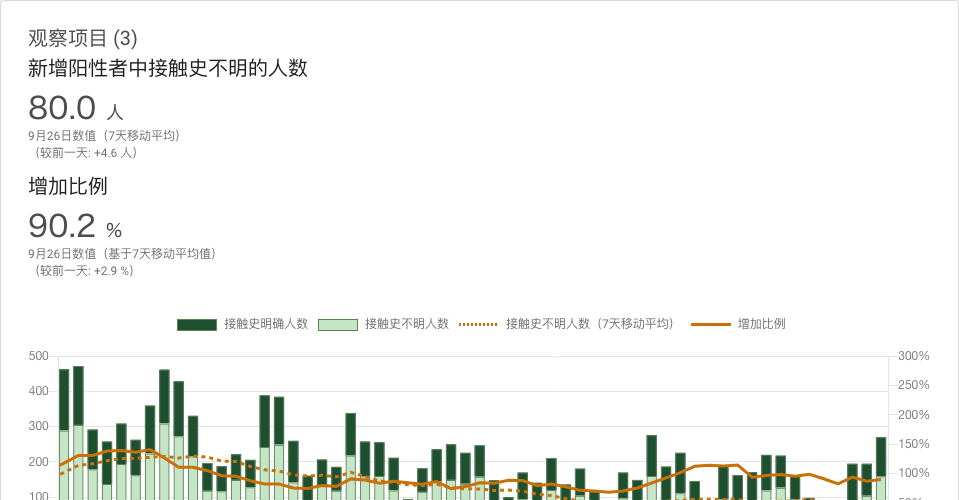 观察项目 (3)
新增阳性者中接触史不明的人数
80.0 人
9月26日数值（7天移动平均）
（较前一天: +4.6 人）
增加比例
90.2 %
9月26日数值（基于7天移动平均值）
（较前一天: +2.9 %）
接触史明确人数 接触史不明人数 接触史不明人数（7天移动平均） 增加比例
500 300%
250%
400
200%
300
150%
200
100%
100